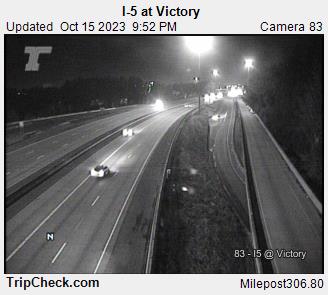 I-5 at Victory
Updated  Oct 15 2023  9:52 PM
Camera 83
T
N
83 - I5 @ Victory
TripCheck.com
Milepost306.80